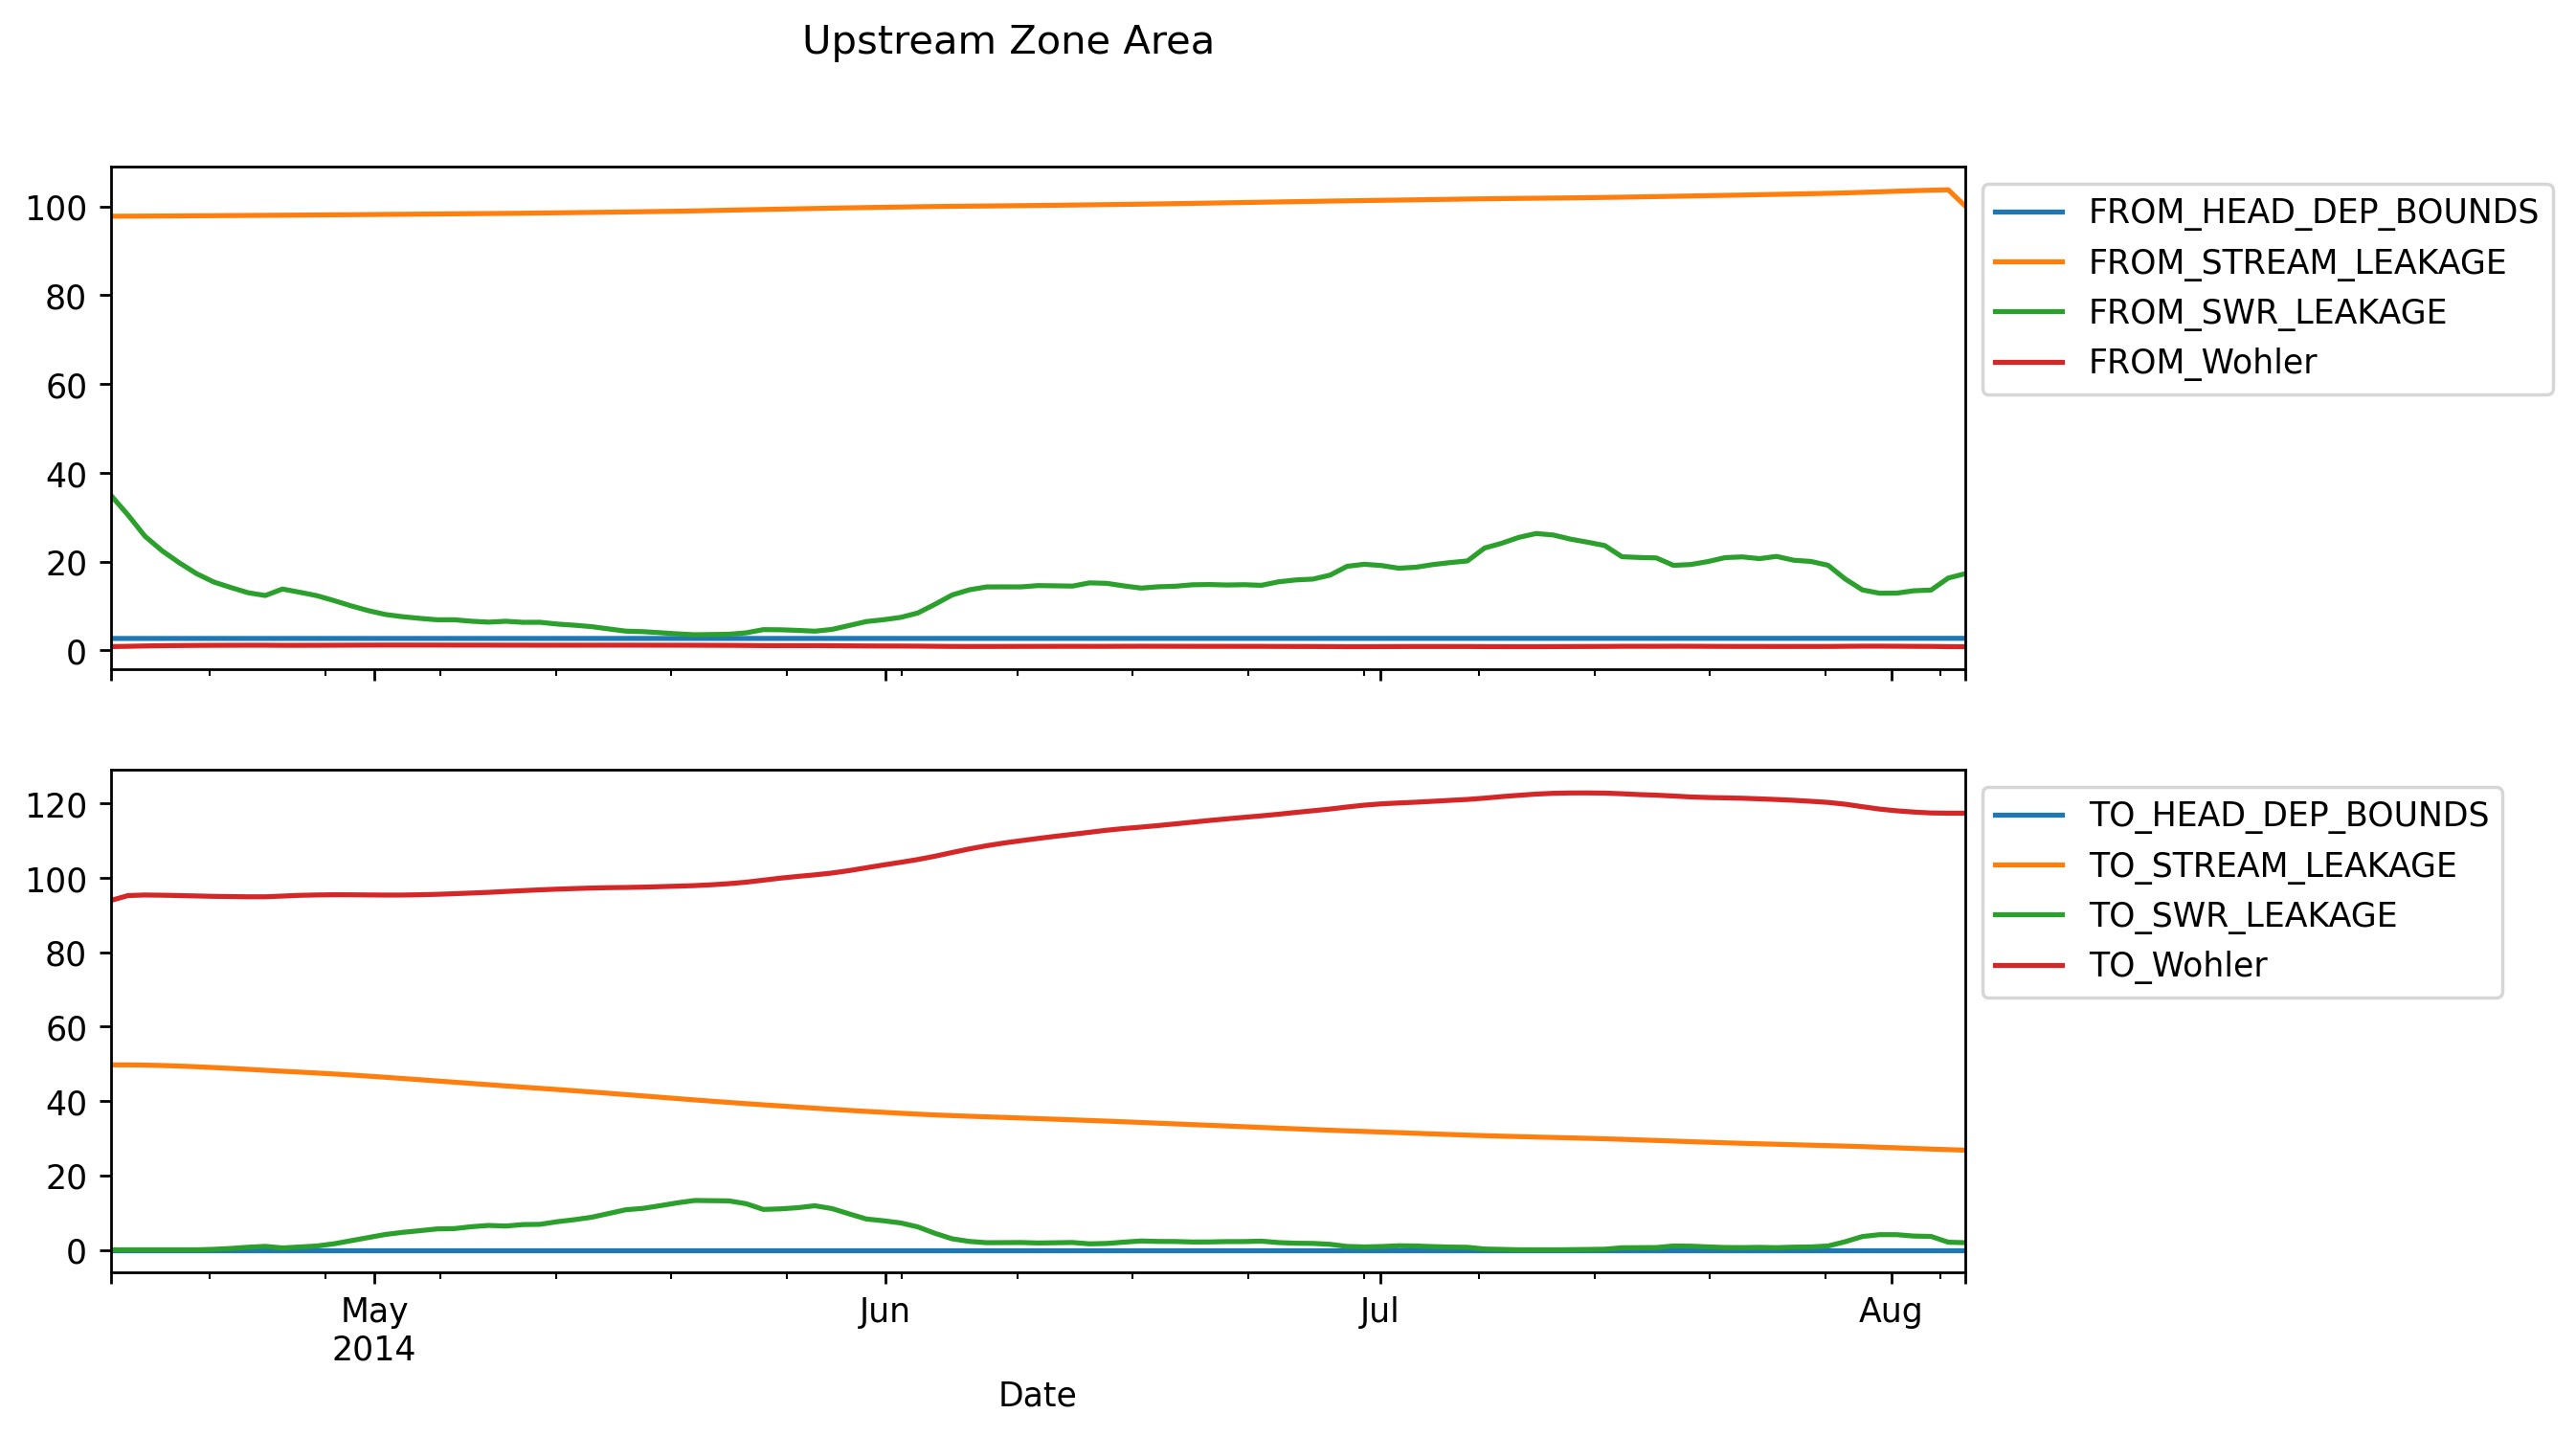 Upstream Zone Area
100
80
60
40
20
0
FROM_HEAD_DEP_BOUNDS
FROM_STREAM_LEAKAGE
FROM_SWR_LEAKAGE
FROM_Wohler
120
100
80
60
40
20
0
TO_HEAD_DEP_BOUNDS
TO_STREAM_LEAKAGE
TO_SWR_LEAKAGE
TO_Wohler
May
2014
Jun
Jul
Aug
Date